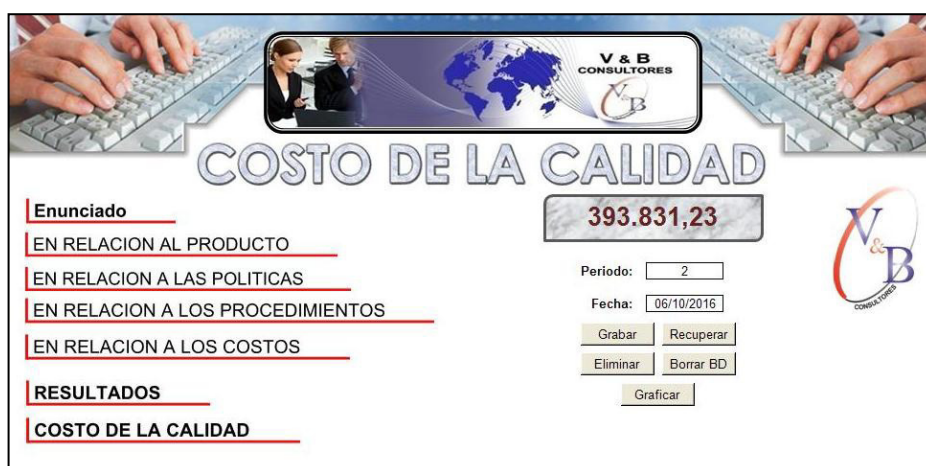 V & B
CONSULTORES
V&B
COSTO DE LA CALIDAD
393.831,23
Enunciado
EN RELACION AL PRODUCTO
EN RELACION A LAS POLITICAS
EN RELACION A LOS PROCEDIMIENTOS
EN RELACION A LOS COSTOS
RESULTADOS
COSTO DE LA CALIDAD
Periodo: 2
Fecha: 06/10/2016
Grabar Recuperar
Eliminar Borrar BD
Graficar
V&B
CONSULTORES